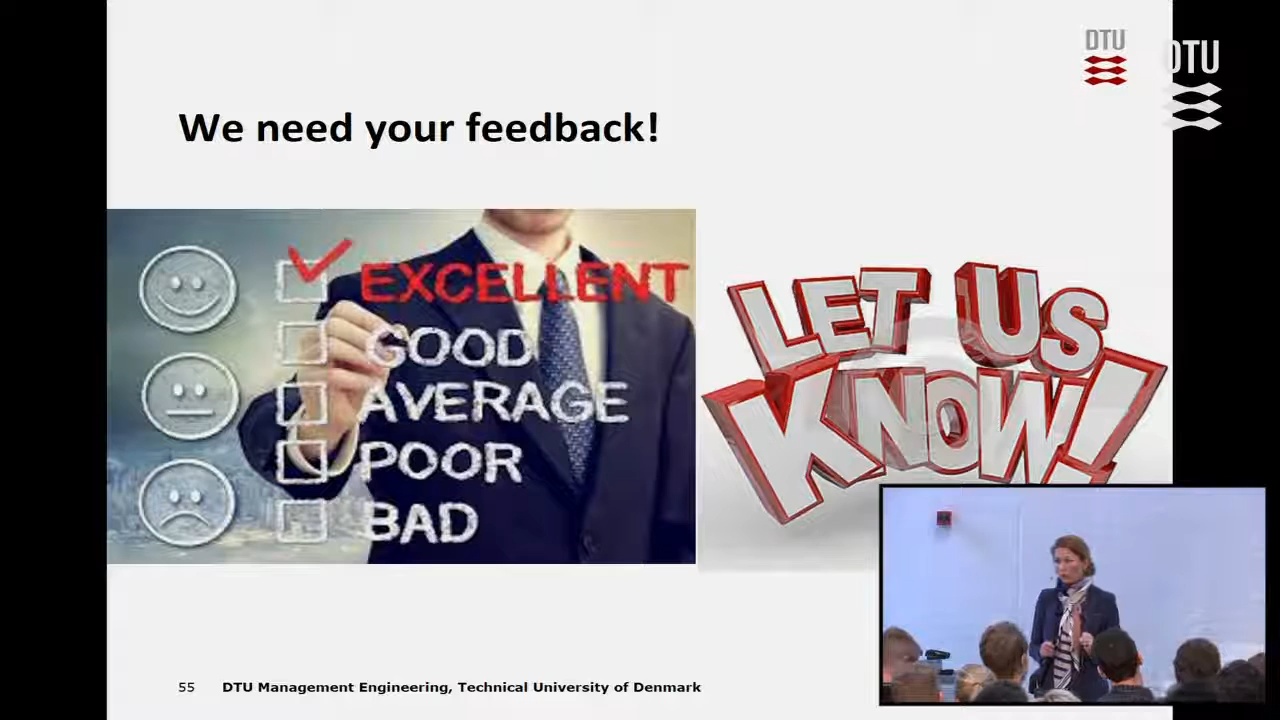 DTU
DTU
We need your feedback!
EXCELLENT
GOOD
AVERAGE
POOR
BAD
LET US
KNOW!
55 DTU Management Engineering, Technical University of Denmark